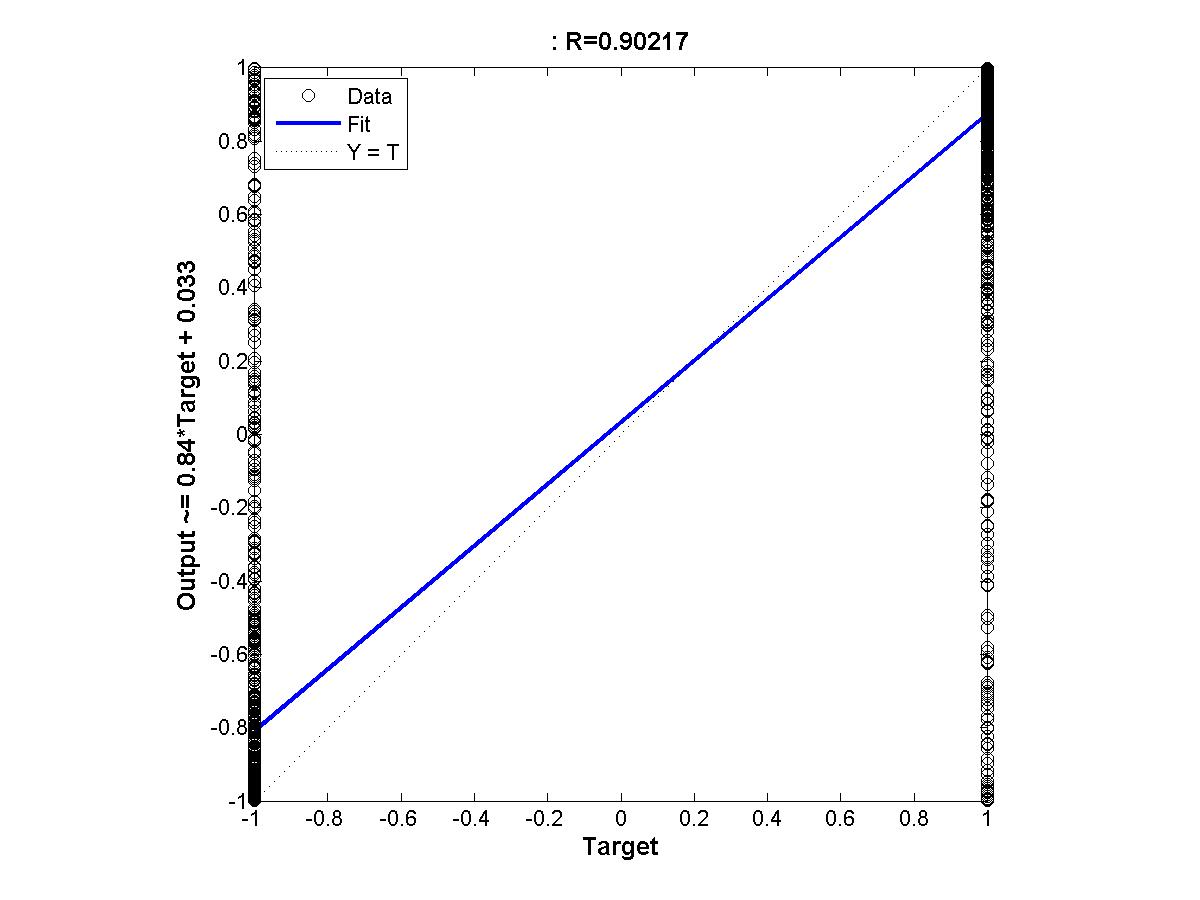 : R=0.90217
Data
Fit
Y = T
Output ~= 0.84*Target + 0.033
1
0.8
0.6
0.4
0.2
0
-0.2
-0.4
-0.6
-0.8
-1
-1 -0.8 -0.6 -0.4 -0.2 0 0.2 0.4 0.6 0.8 1
Target